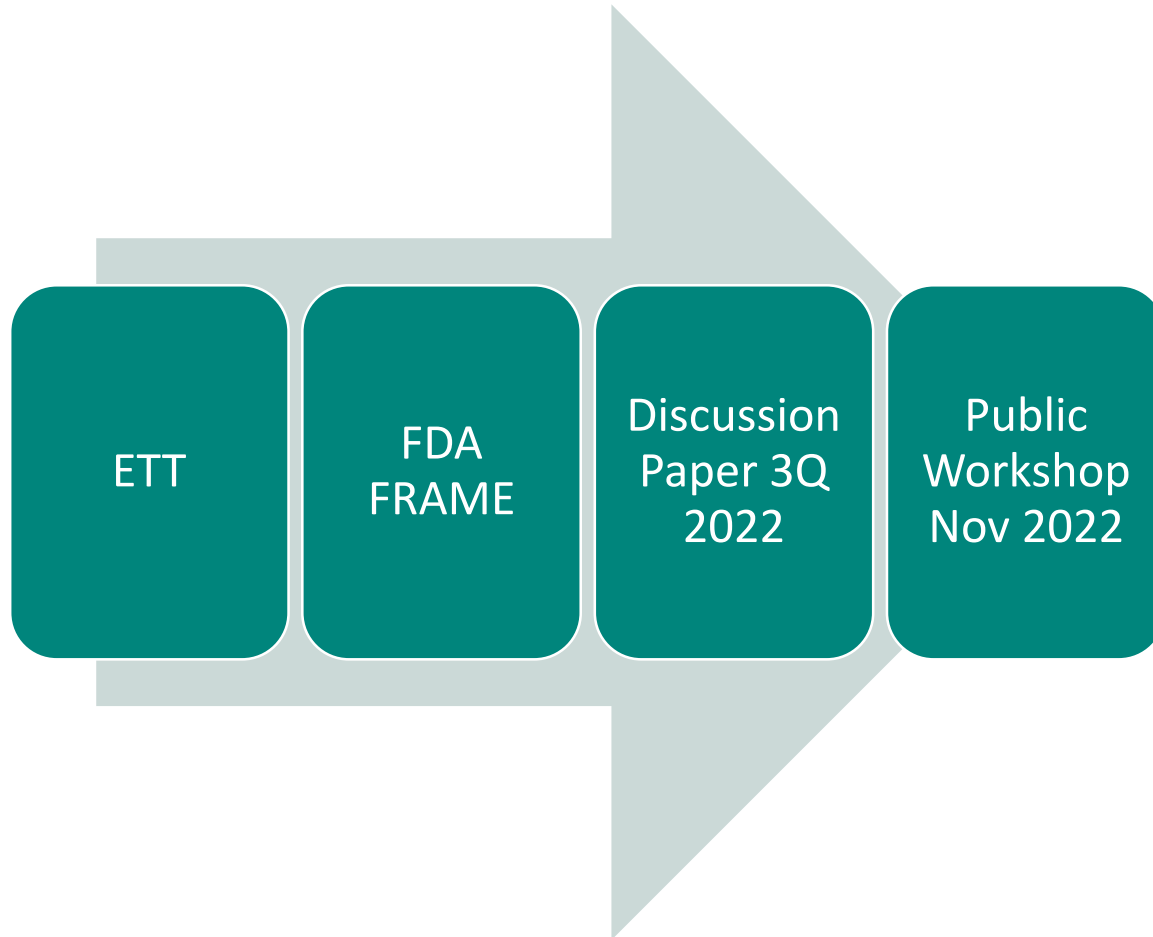 ETT
FDA
FRAME
Discussion
Paper 3Q
2022
Public
Workshop
Nov 2022